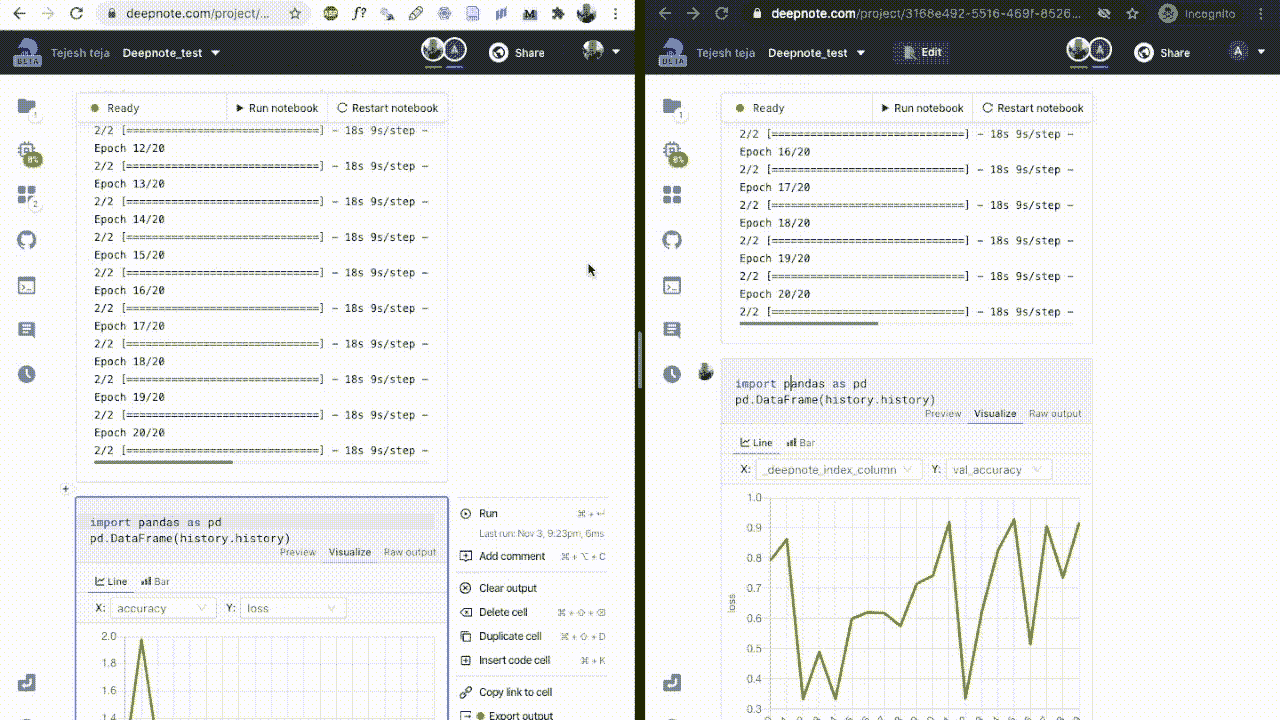 deepnote.com/project/...
BETA
Tejesh teja
Deepnote_test
Share
Ready
Run notebook
Restart notebook
2/2 [==============================] - 18s 9s/step -
Epoch 12/20
2/2 [==============================] - 18s 9s/step -
Epoch 13/20
2/2 [==============================] - 18s 9s/step -
Epoch 14/20
2/2 [==============================] - 18s 9s/step -
Epoch 15/20
2/2 [==============================] - 18s 9s/step -
Epoch 16/20
2/2 [==============================] - 18s 9s/step -
Epoch 17/20
2/2 [==============================] - 18s 9s/step -
Epoch 18/20
2/2 [==============================] - 18s 9s/step -
Epoch 19/20
2/2 [==============================] - 18s 9s/step -
Epoch 20/20
2/2 [==============================] - 18s 9s/step -
import pandas as pd
pd.DataFrame(history.history)
Preview Visualize Raw output
Line Bar
X: accuracy Y: loss
2.0
1.8
1.6
1.4
0%
2
Run ⌘ + ↵
Last run: Nov 3, 9:23pm, 6ms
Add comment ⌘ + ⌥ + C
Clear output
Delete cell ⌘ + ⇧ + ⌫
Duplicate cell ⌘ + ⇧ + D
Insert code cell ⌘ + K
Copy link to cell
Export output
deepnote.com/project/3168e492-5516-469f-8526...
Incognito
BETA
Tejesh teja
Deepnote_test
Edit
A
Share
A
Ready
Run notebook
Restart notebook
1
0%
2/2 [==============================] - 18s 9s/step -
Epoch 16/20
2/2 [==============================] - 18s 9s/step -
Epoch 17/20
2/2 [==============================] - 18s 9s/step -
Epoch 18/20
2/2 [==============================] - 18s 9s/step -
Epoch 19/20
2/2 [==============================] - 18s 9s/step -
Epoch 20/20
2/2 [==============================] - 18s 9s/step -
import pandas as pd
pd.DataFrame(history.history)
Preview Visualize Raw output
Line Bar
X: _deepnote_index_column Y: val_accuracy
1.0
0.9
0.8
0.7
0.6
0.5
0.4
0.3
loss